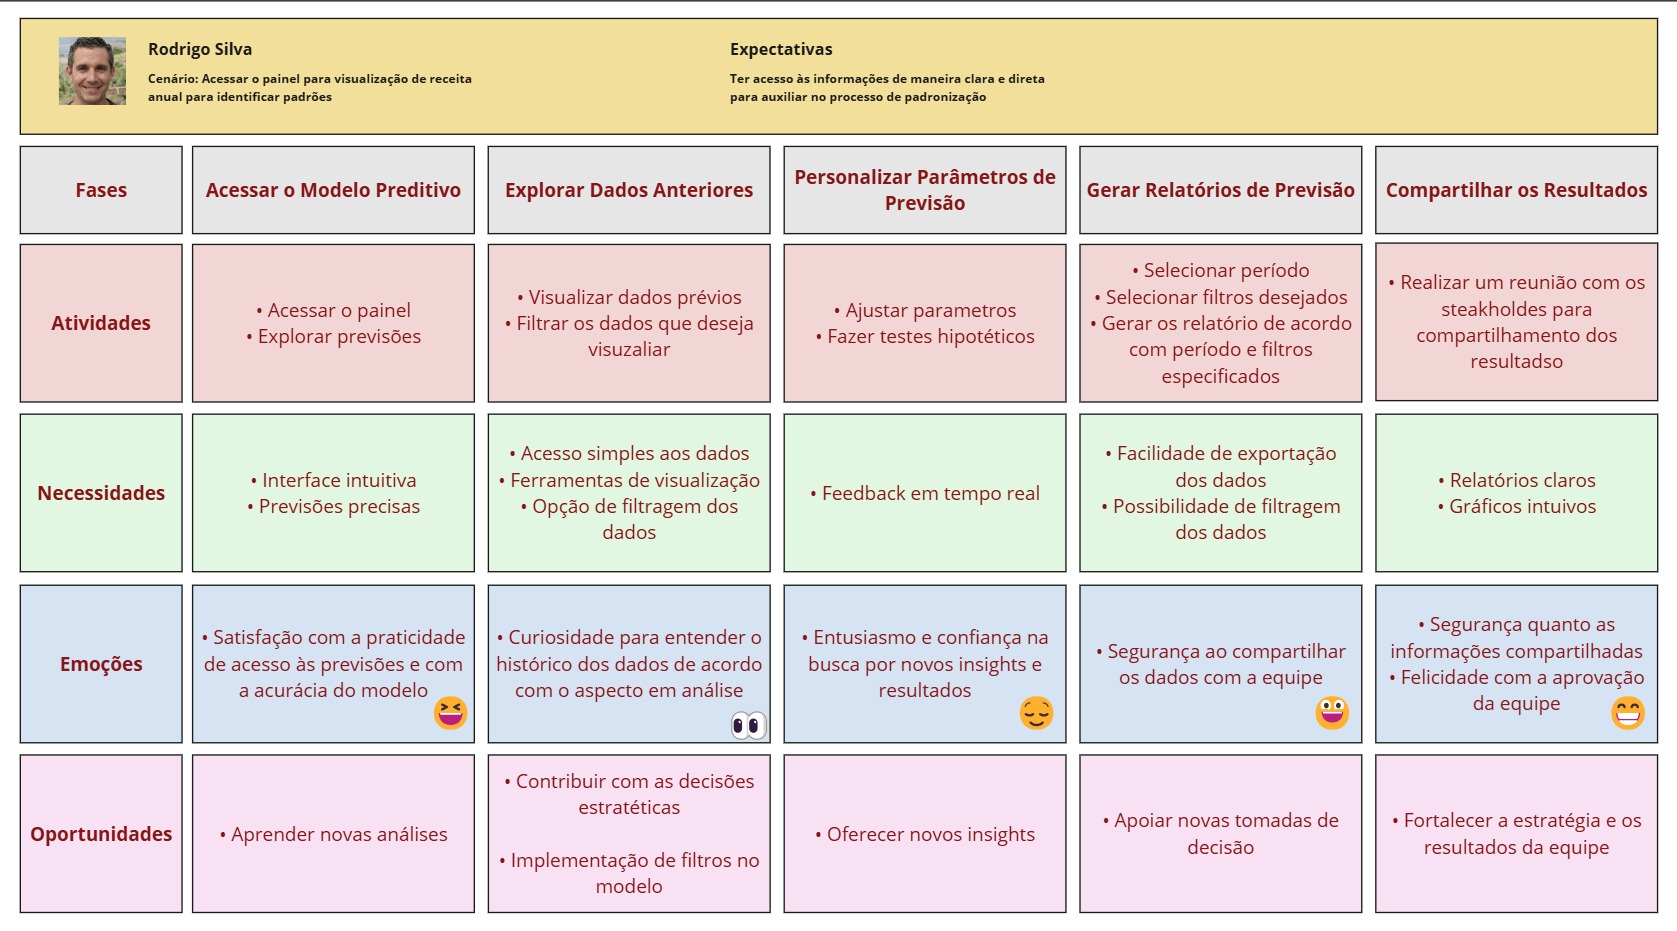 Rodrigo Silva
Cenário: Acessar o painel para visualização de receita
anual para identificar padrões
Expectativas
Ter acesso às informações de maneira clara e direta
para auxiliar no processo de padronização
Fases
Acessar o Modelo Preditivo
Explorar Dados Anteriores
Personalizar Parâmetros de
Previsão
Gerar Relatórios de Previsão
Compartilhar os Resultados
Atividades
• Acessar o painel
• Explorar previsões
• Visualizar dados prévios
• Filtrar os dados que deseja
visuzaliar
• Ajustar parametros
• Fazer testes hipotéticos
• Selecionar período
• Selecionar filtros desejados
• Gerar os relatório de acordo
com período e filtros
especificados
• Realizar um reunião com os
steakholdes para
compartilhamento dos
resultadso
Necessidades
• Interface intuitiva
• Previsões precisas
• Acesso simples aos dados
• Ferramentas de visualização
• Opção de filtragem dos
dados
• Feedback em tempo real
• Facilidade de exportação
dos dados
• Possibilidade de filtragem
dos dados
• Relatórios claros
• Gráficos intuivos
Emoções
• Satisfação com a praticidade
de acesso às previsões e com
a acurácia do modelo
• Curiosidade para entender o
histórico dos dados de acordo
com o aspecto em análise
• Entusiasmo e confiança na
busca por novos insights e
resultados
• Segurança ao compartilhar
os dados com a equipe
• Segurança quanto as
informações compartilhadas
• Felicidade com a aprovação
da equipe
Oportunidades
• Aprender novas análises
• Contribuir com as decisões
estratéticas
• Implementação de filtros no
modelo
• Oferecer novos insights
• Apoiar novas tomadas de
decisão
• Fortalecer a estratégia e os
resultados da equipe